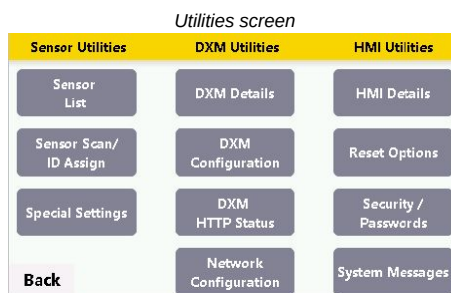 Utilities screen
Sensor Utilities
DXM Utilities
HMI Utilities
Sensor
List
DXM Details
HMI Details
Sensor Scan/
ID Assign
DXM
Configuration
Reset Options
Special Settings
DXM
HTTP Status
Security /
Passwords
Back
Network
Configuration
System Messages